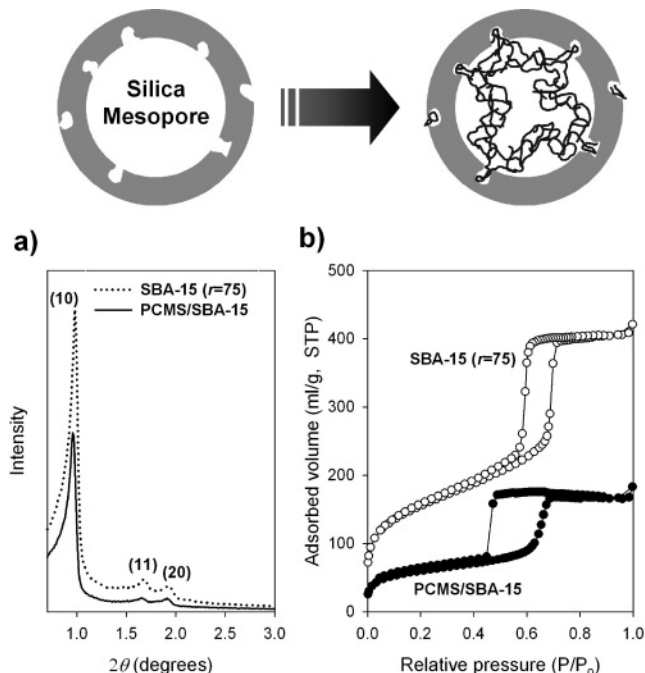 Silica
Mesopore
a)
b)
(10)
SBA-15 (r=75)
PCMS/SBA-15
(11)
(20)
Intensity
1.0
1.5
2.0
2.5
3.0
2θ (degrees)
500
400
300
200
100
0
Adsorbed volume (ml/g, STP)
SBA-15 (r=75)
PCMS/SBA-15
0.0
0.2
0.4
0.6
0.8
1.0
Relative pressure (P/P₀)